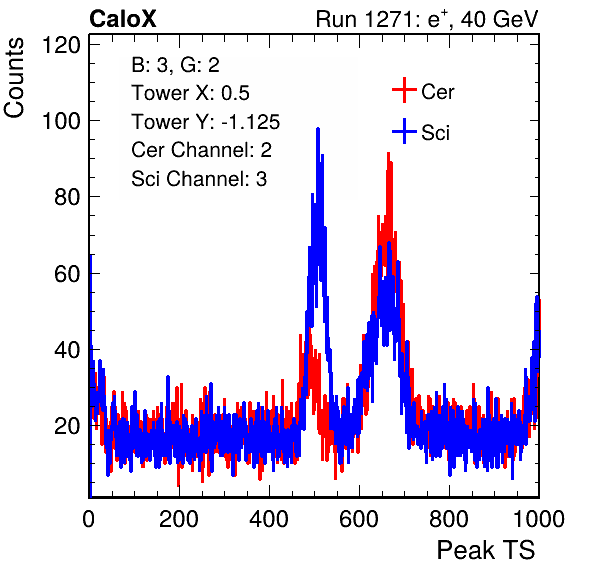 CaloX Run 1271: e+, 40 GeV
Counts
120
100
80
60
40
20
B: 3, G: 2
Tower X: 0.5
Tower Y: -1.125
Cer Channel: 2
Sci Channel: 3
Cer
Sci
0 200 400 600 800 1000
Peak TS